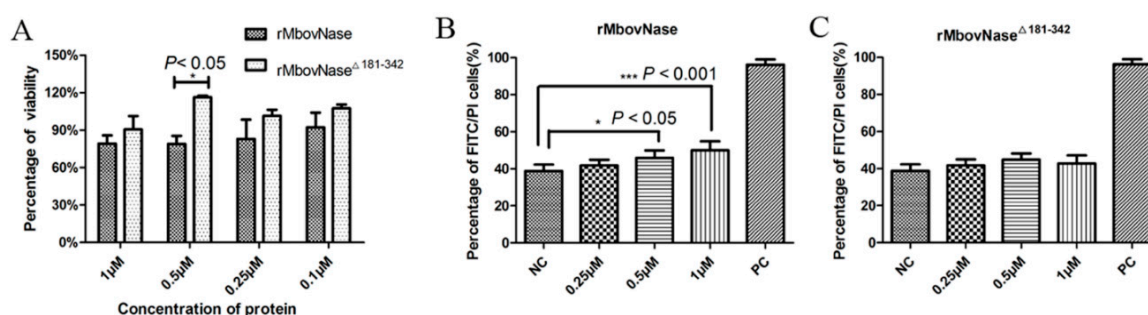 A
150%
120%
90%
60%
30%
0%
Percentage of viability
rMbovNase
rMbovNase△181-342
P< 0.05
*
1μM
0.5μM
0.25μM
0.1μM
Concentration of protein
B
rMbovNase
100
80
60
40
20
0
Percentage of FITC/PI cells(%)
*** P < 0.001
* P < 0.05
NC
0.25μM
0.5μM
1μM
PC
C
rMbovNase△181-342
100
80
60
40
20
0
Percentage of FITC/PI cells(%)
NC
0.25μM
0.5μM
1μM
PC